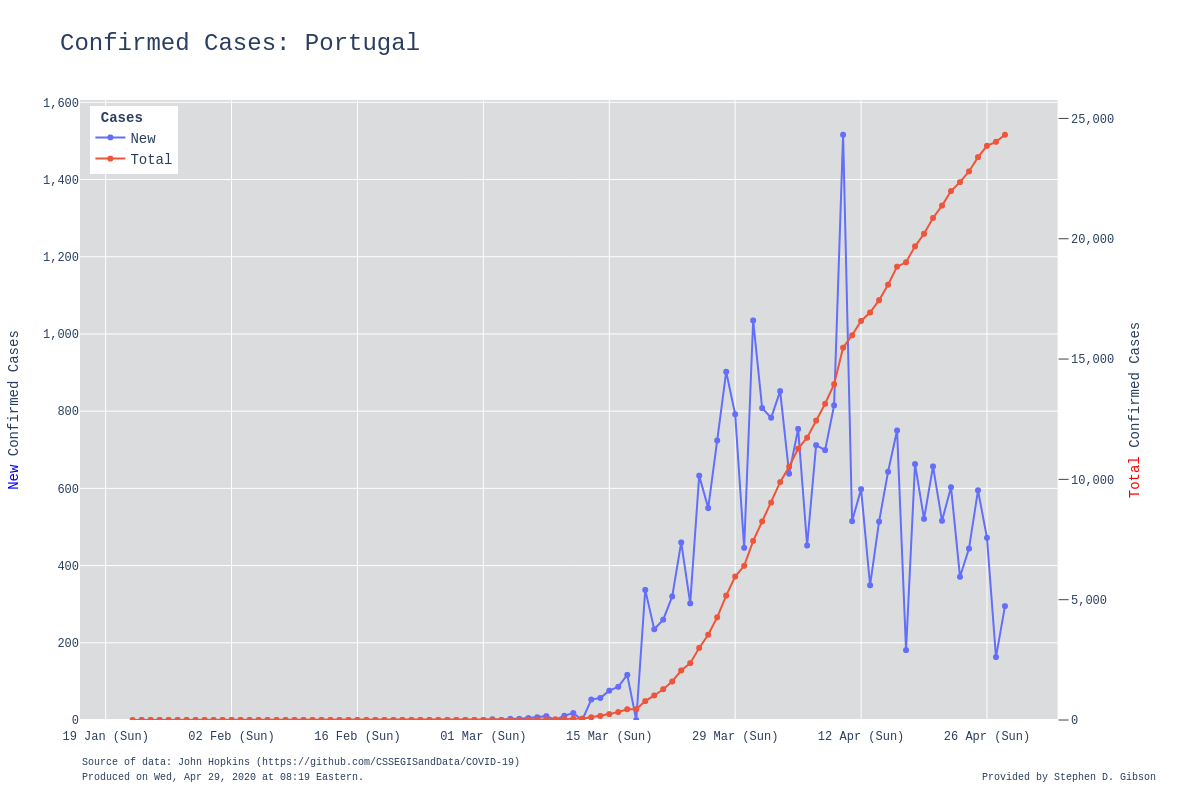 Confirmed Cases: Portugal
Cases
New
Total
1,600
1,400
1,200
1,000
800
600
400
200
0
New Confirmed Cases
25,000
20,000
15,000
10,000
5,000
0
Total Confirmed Cases
19 Jan (Sun) 02 Feb (Sun) 16 Feb (Sun) 01 Mar (Sun) 15 Mar (Sun) 29 Mar (Sun) 12 Apr (Sun) 26 Apr (Sun)
Source of data: John Hopkins (https://github.com/CSSEGISandData/COVID-19)
Produced on Wed, Apr 29, 2020 at 08:19 Eastern.
Provided by Stephen D. Gibson